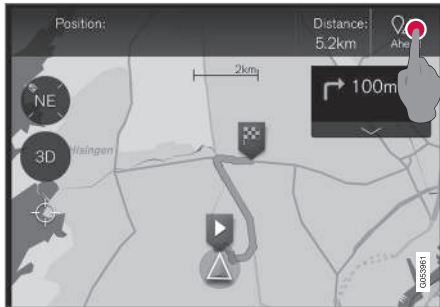 Position:
Distance:
5.2km
Ahe
2km
NE
100m
3D
Hisingen
G053961